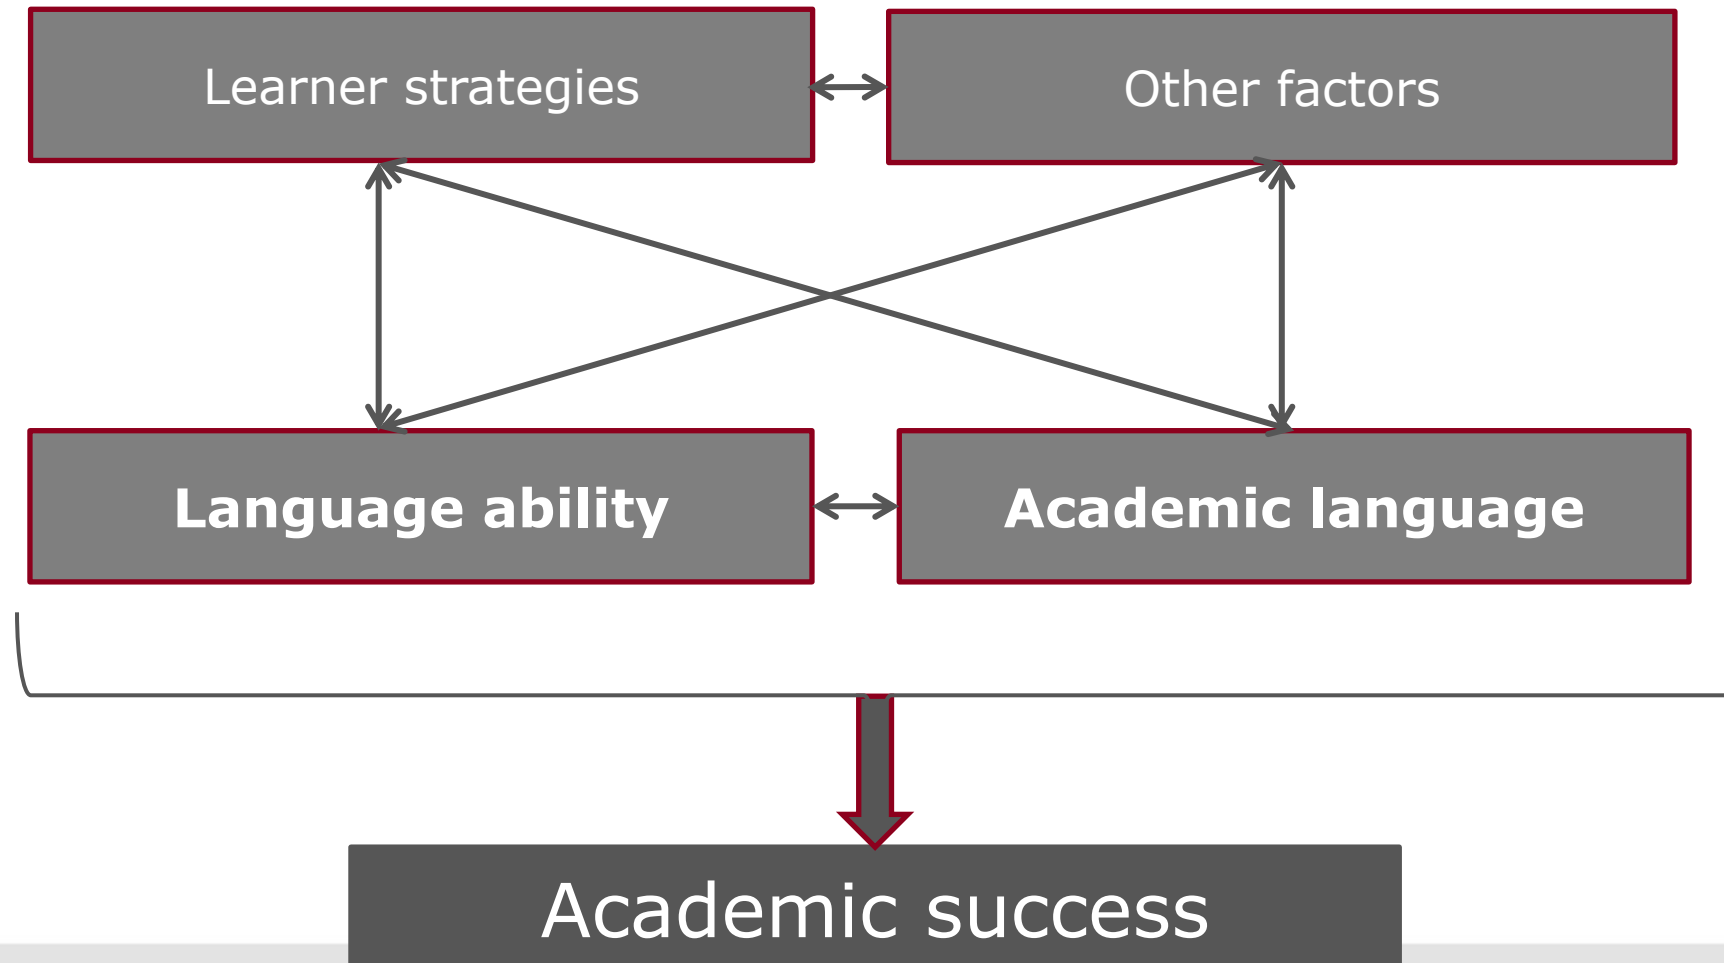 Learner strategies
Other factors
Language ability
Academic language
Academic success